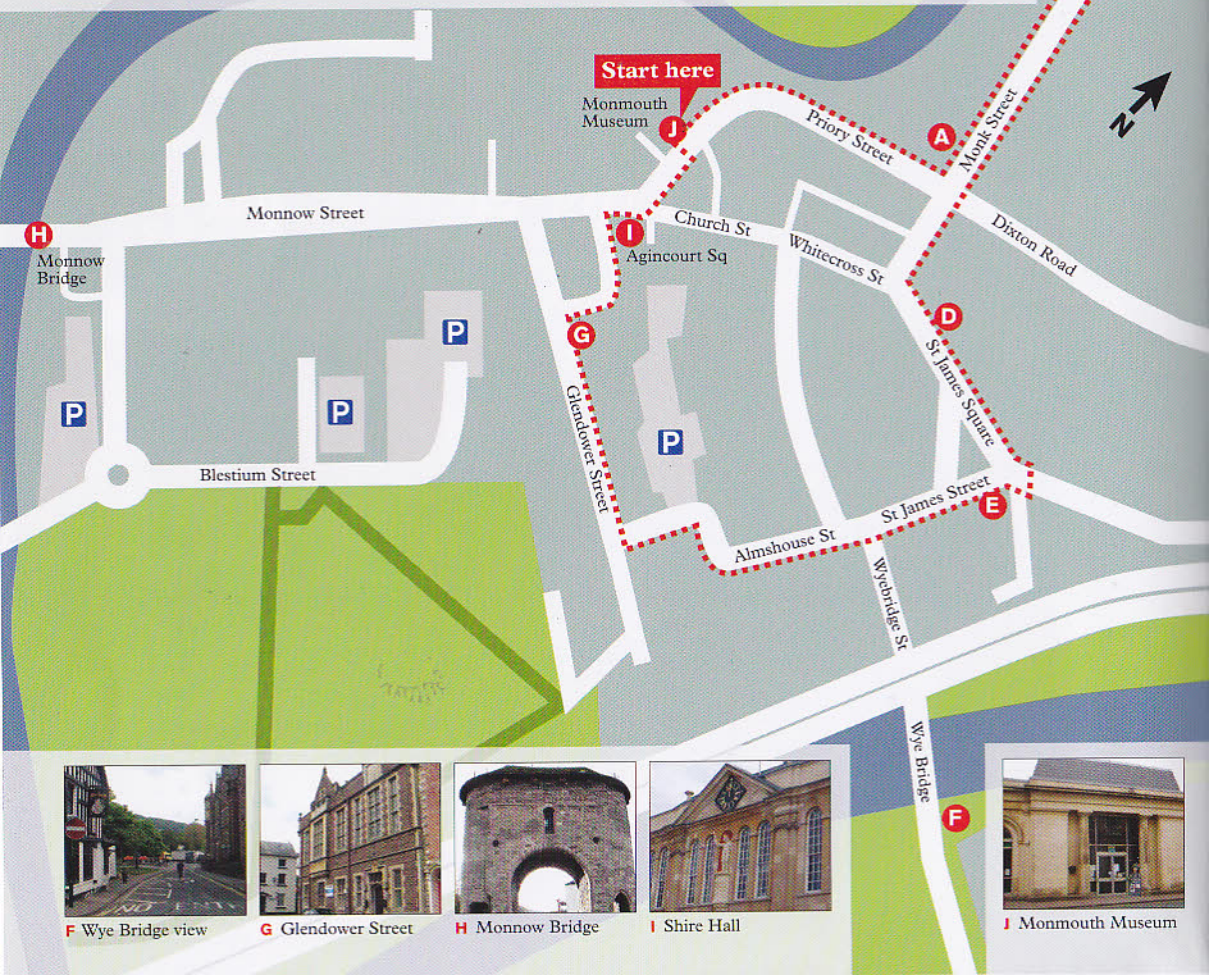 Start here
Monmouth
Museum
J
Priory Street
A
Monk Street
N
Monnow Street
H
Monnow
Bridge
I
Church St
Agincourt Sq
Whitecross St
Dixton Road
D
G
P
P
P
P
St James Square
Glendower Street
Blestium Street
St James Street
E
Almshouse St
Wyebridge St
Wye Bridge
F
NO ENT
F Wye Bridge view
G Glendower Street
H Monnow Bridge
I Shire Hall
J Monmouth Museum